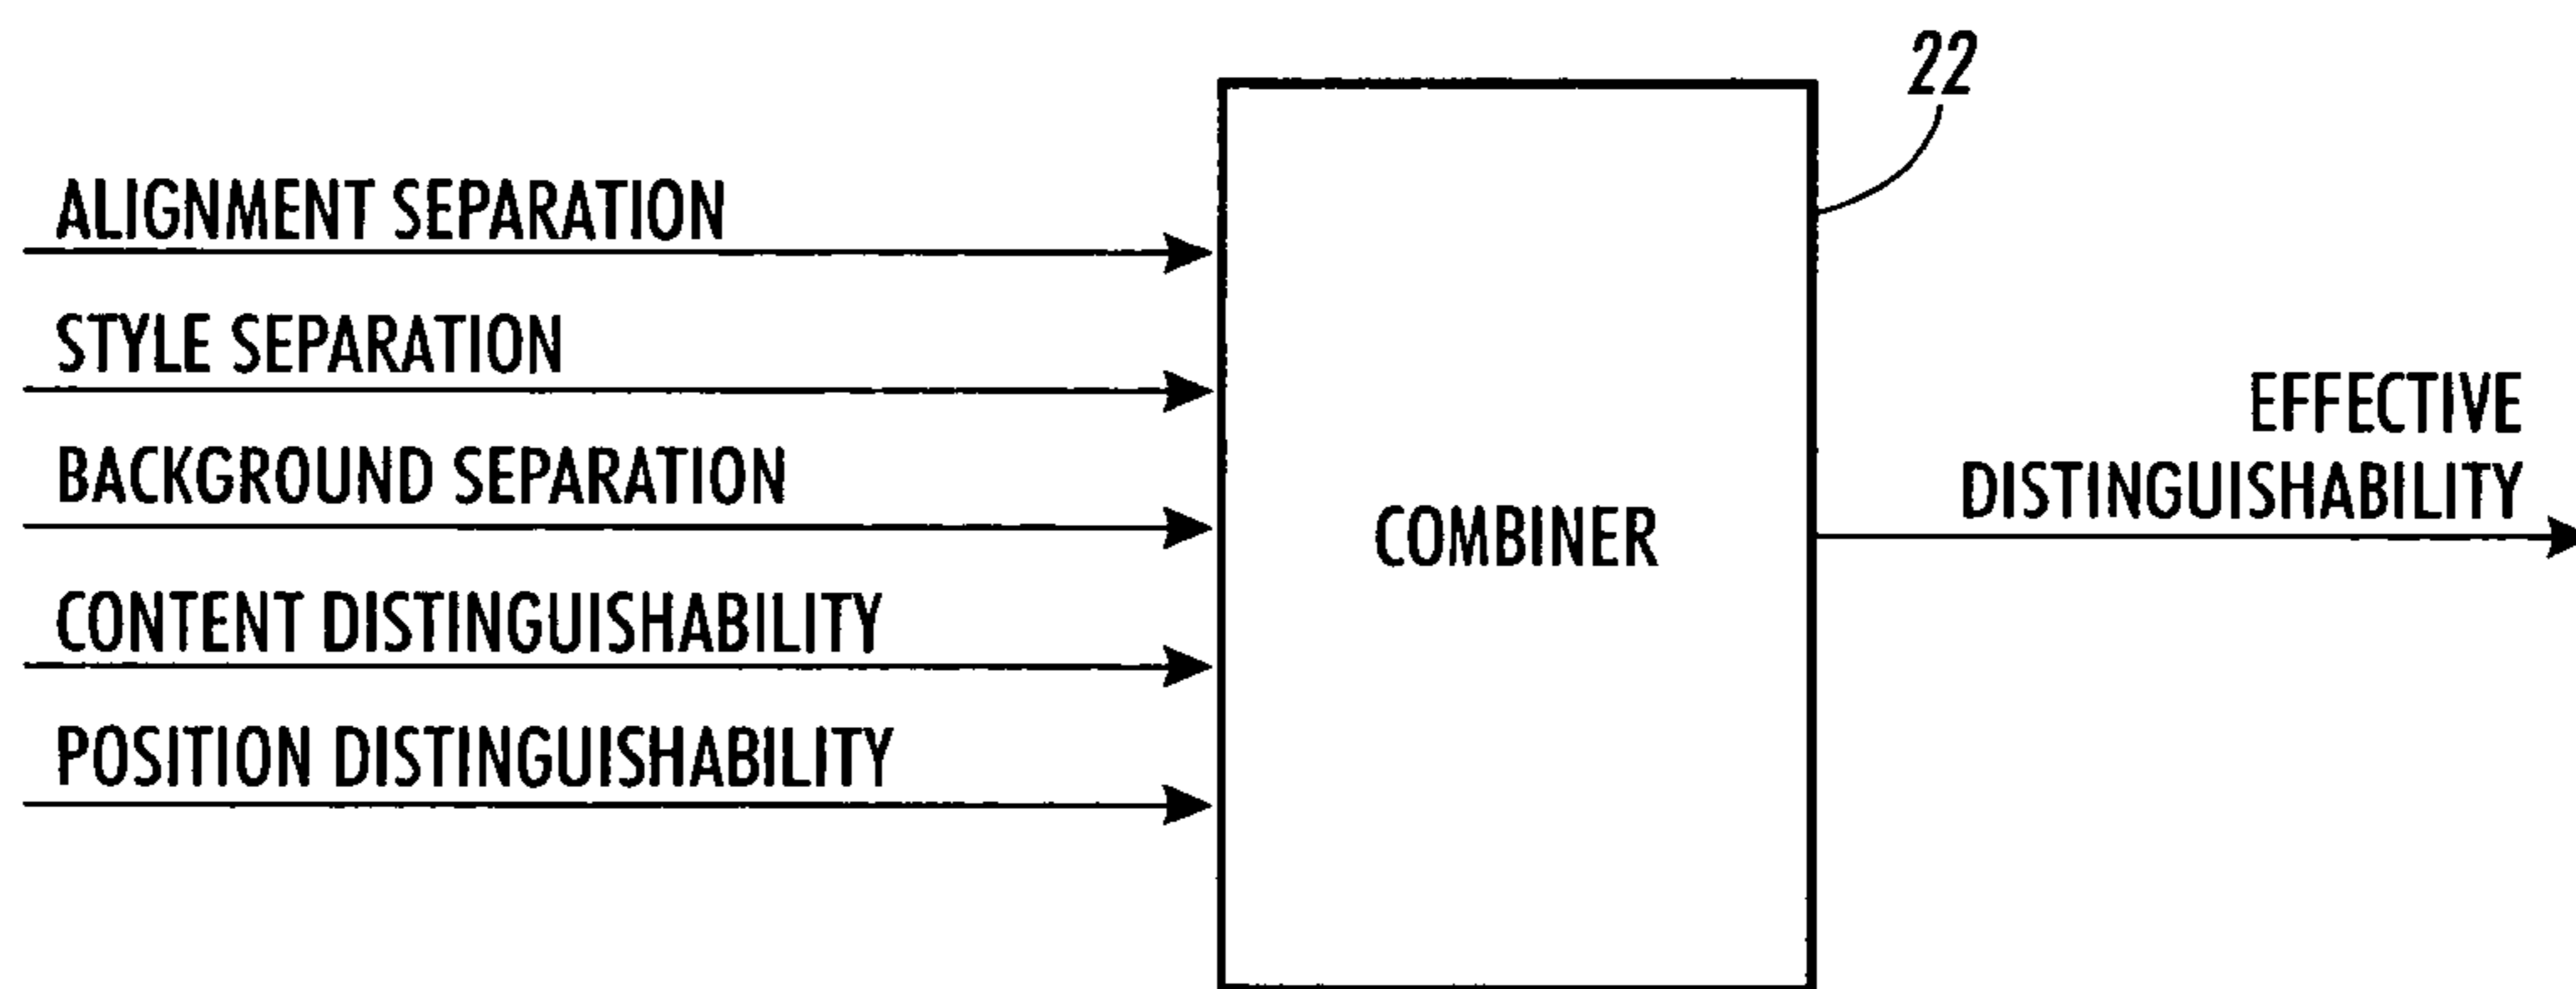 22
ALIGNMENT SEPARATION
STYLE SEPARATION
BACKGROUND SEPARATION
CONTENT DISTINGUISHABILITY
POSITION DISTINGUISHABILITY
COMBINER
EFFECTIVE
DISTINGUISHABILITY